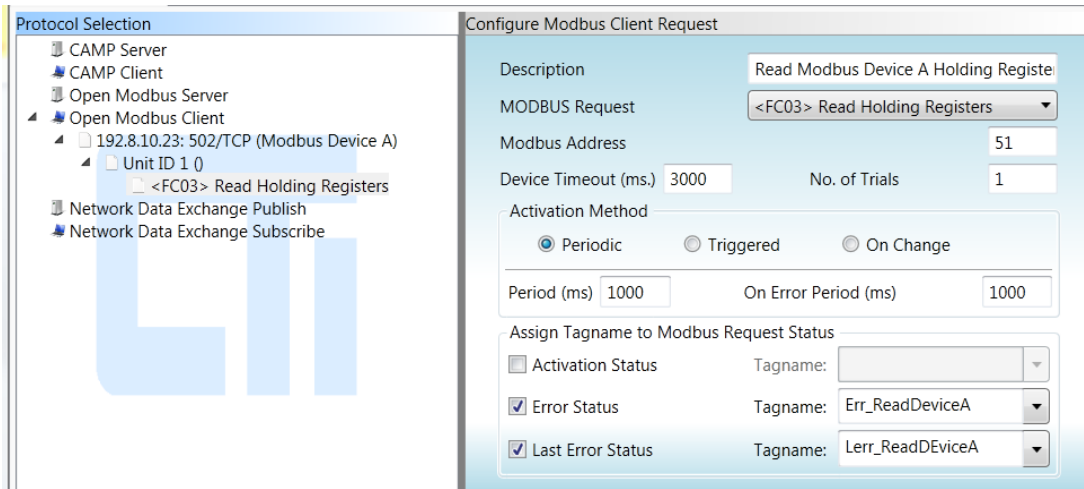 Protocol Selection
CAMP Server
CAMP Client
Open Modbus Server
Open Modbus Client
192.8.10.23: 502/TCP (Modbus Device A)
Unit ID 1 ()
<FC03> Read Holding Registers
Network Data Exchange Publish
Network Data Exchange Subscribe
Configure Modbus Client Request
Description Read Modbus Device A Holding Registe
MODBUS Request <FC03> Read Holding Registers
Modbus Address 51
Device Timeout (ms.) 3000 No. of Trials 1
Activation Method
Periodic Triggered On Change
Period (ms) 1000 On Error Period (ms) 1000
Assign Tagname to Modbus Request Status
Activation Status Tagname:
Error Status Tagname: Err_ReadDeviceA
Last Error Status Tagname: Lerr_ReadDEviceA